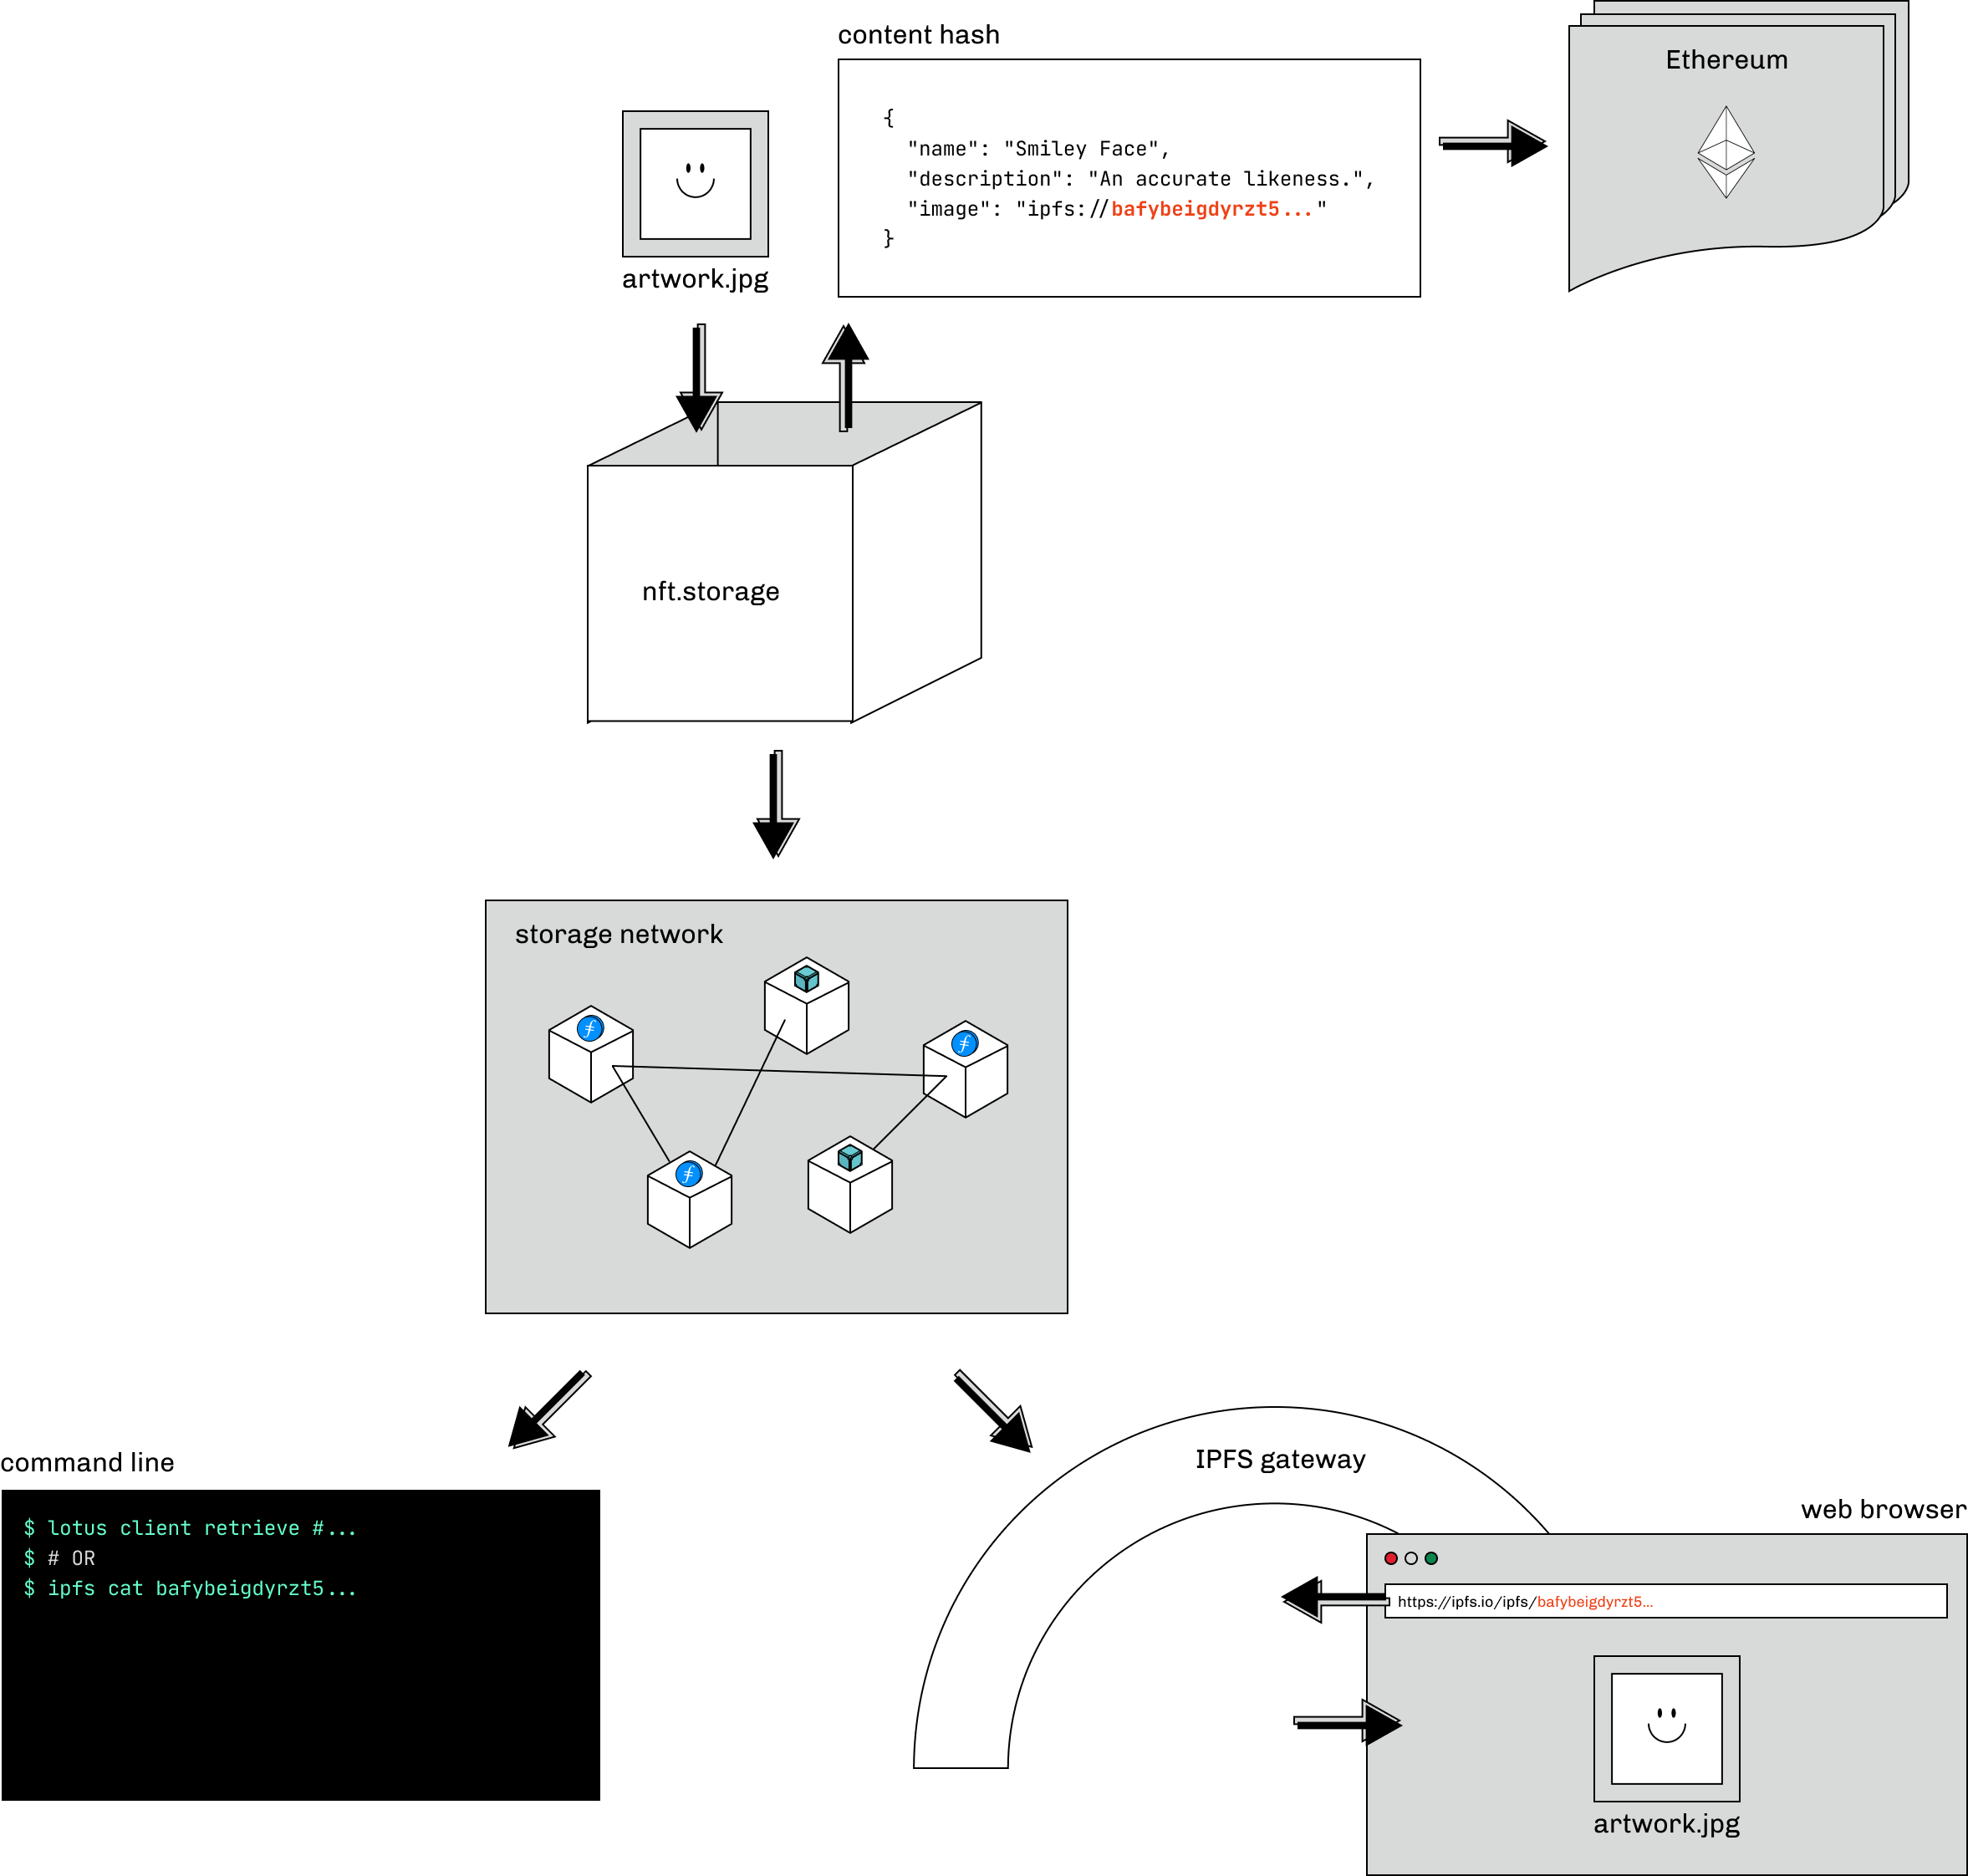 content hash
Ethereum
{
"name": "Smiley Face",
"description": "An accurate likeness.",
"image": "ipfs://bafybeigdyrzt5..."
}
artwork.jpg
nft.storage
storage network
command line
$ lotus client retrieve #...
$ # OR
$ ipfs cat bafybeigdyrzt5...
IPFS gateway
web browser
https://ipfs.io/ipfs/bafybeigdyrzt5...
artwork.jpg